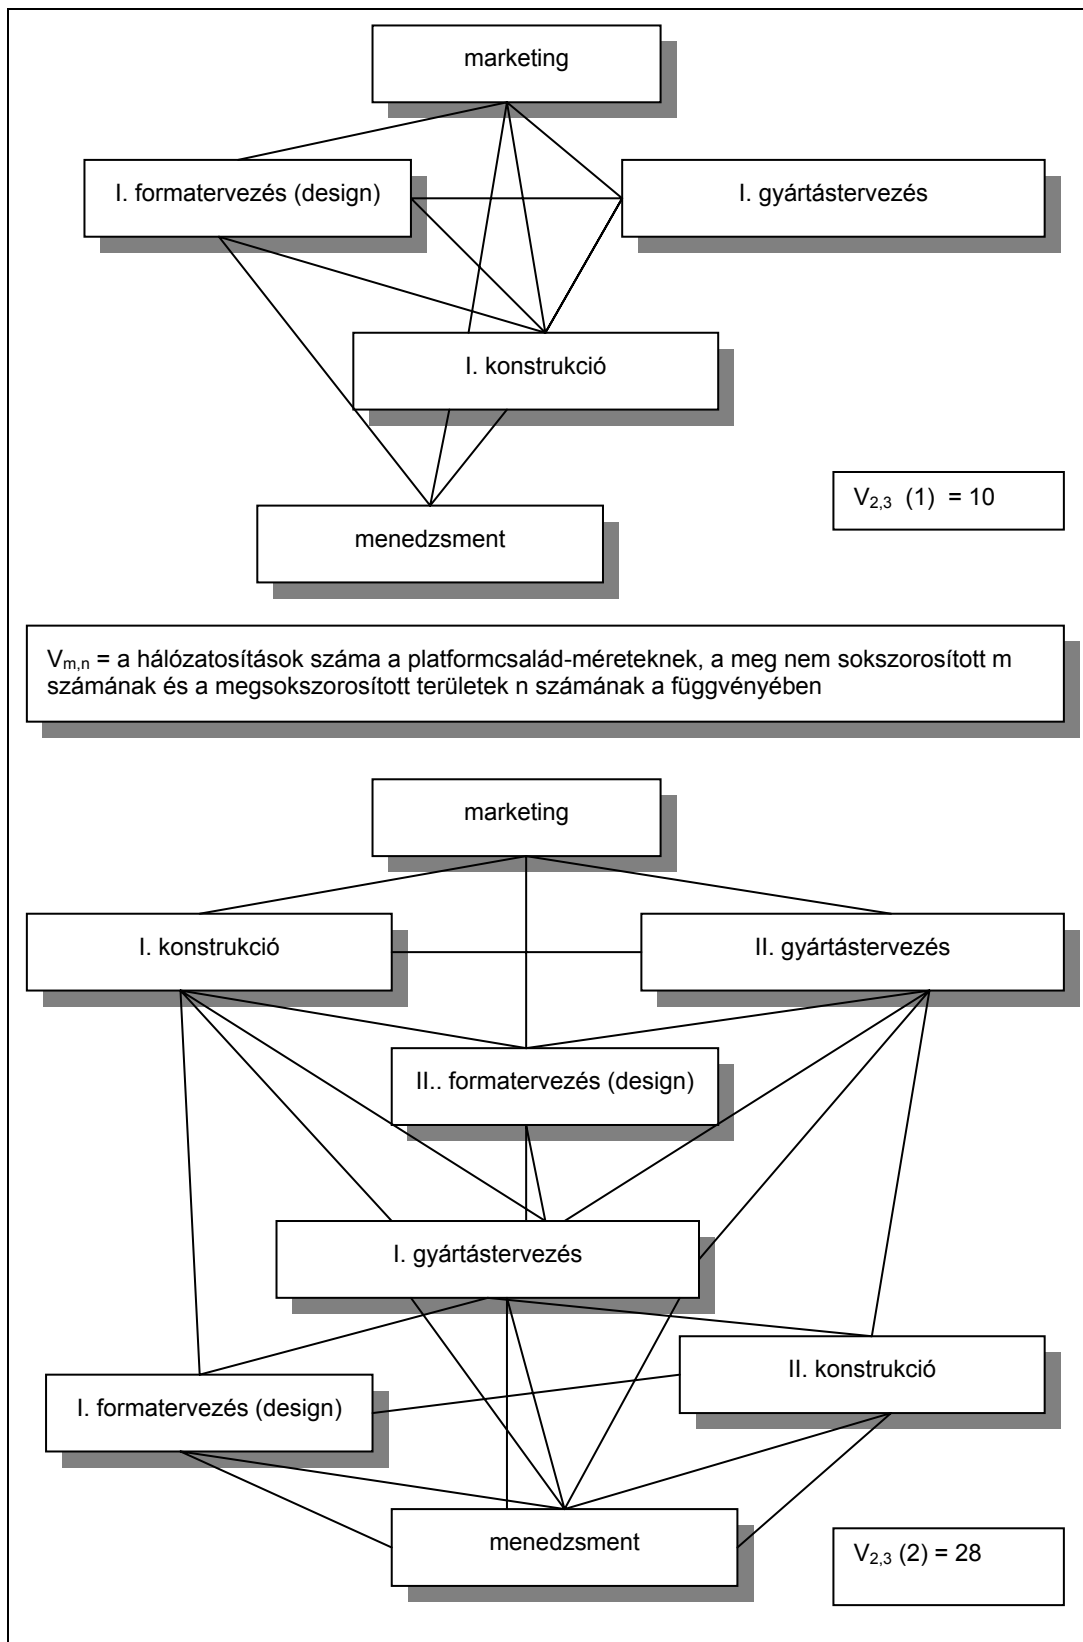 marketing
I. formatervezés (design)
I. gyártástervezés
I. konstrukció
V2,3 (1) = 10
menedzsment
Vm,n = a hálózatosítások száma a platformcsalád-méreteknek, a meg nem sokszorosított m
számának és a megsokszorosított területek n számának a függvényében
marketing
I. konstrukció
II. gyártástervezés
II.. formatervezés (design)
I. gyártástervezés
II. konstrukció
I. formatervezés (design)
menedzsment
V2,3 (2) = 28